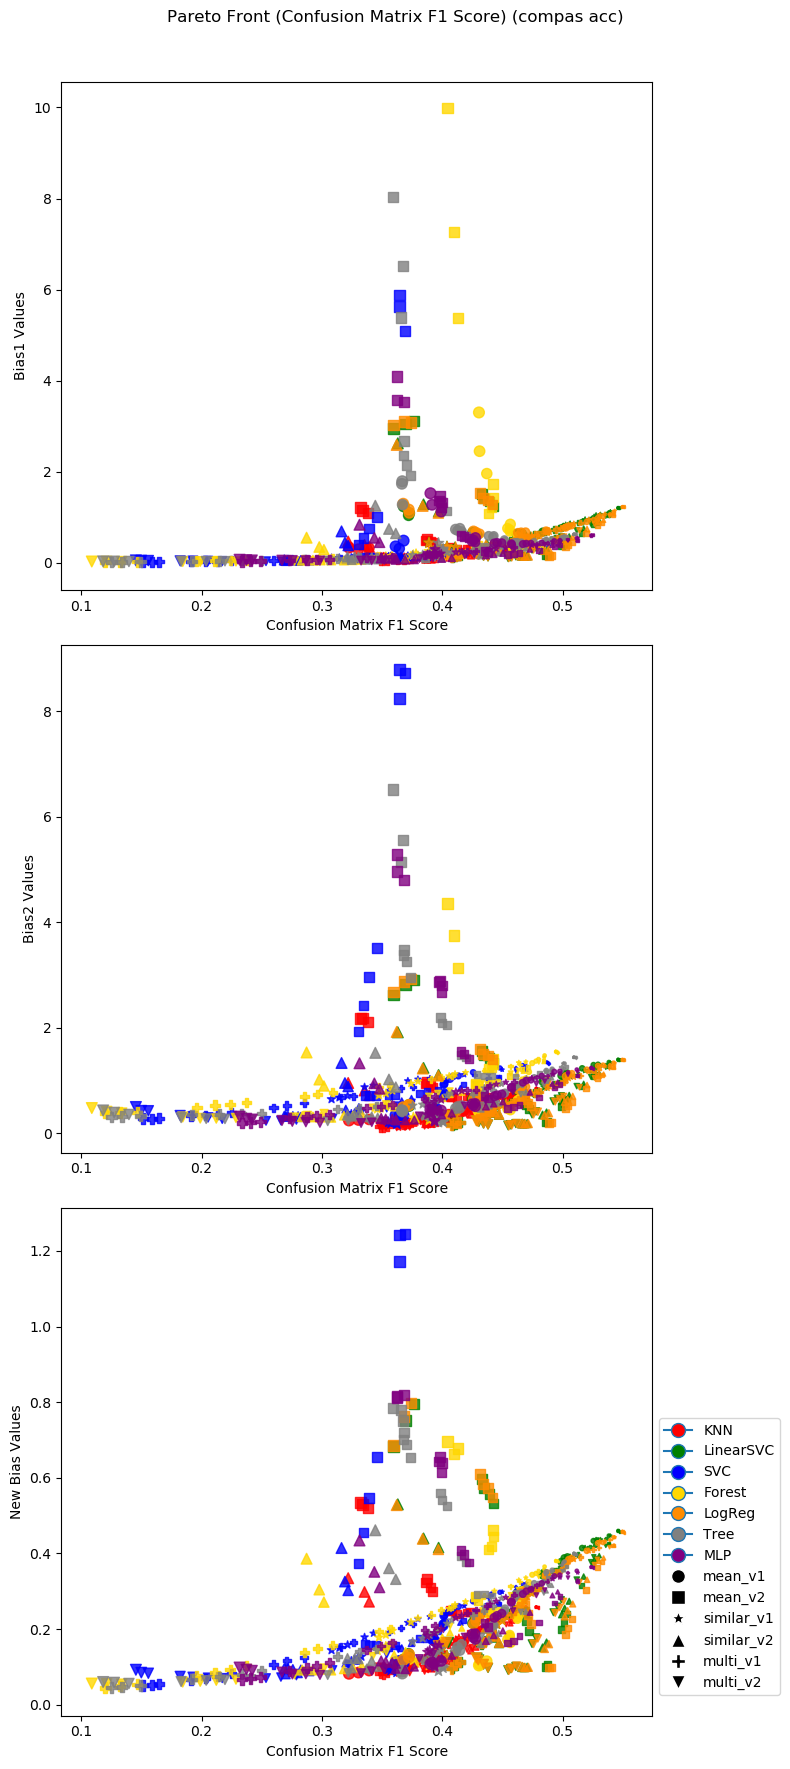 Pareto Front (Confusion Matrix F1 Score) (compas acc)
10
8
6
4
2
0
Bias1 Values
0.1 0.2 0.3 0.4 0.5
Confusion Matrix F1 Score
8
6
4
2
0
Bias2 Values
0.1 0.2 0.3 0.4 0.5
Confusion Matrix F1 Score
1.2
1.0
0.8
0.6
0.4
0.2
0.0
New Bias Values
0.1 0.2 0.3 0.4 0.5
Confusion Matrix F1 Score
KNN
LinearSVC
SVC
Forest
LogReg
Tree
MLP
mean_v1
mean_v2
similar_v1
similar_v2
multi_v1
multi_v2